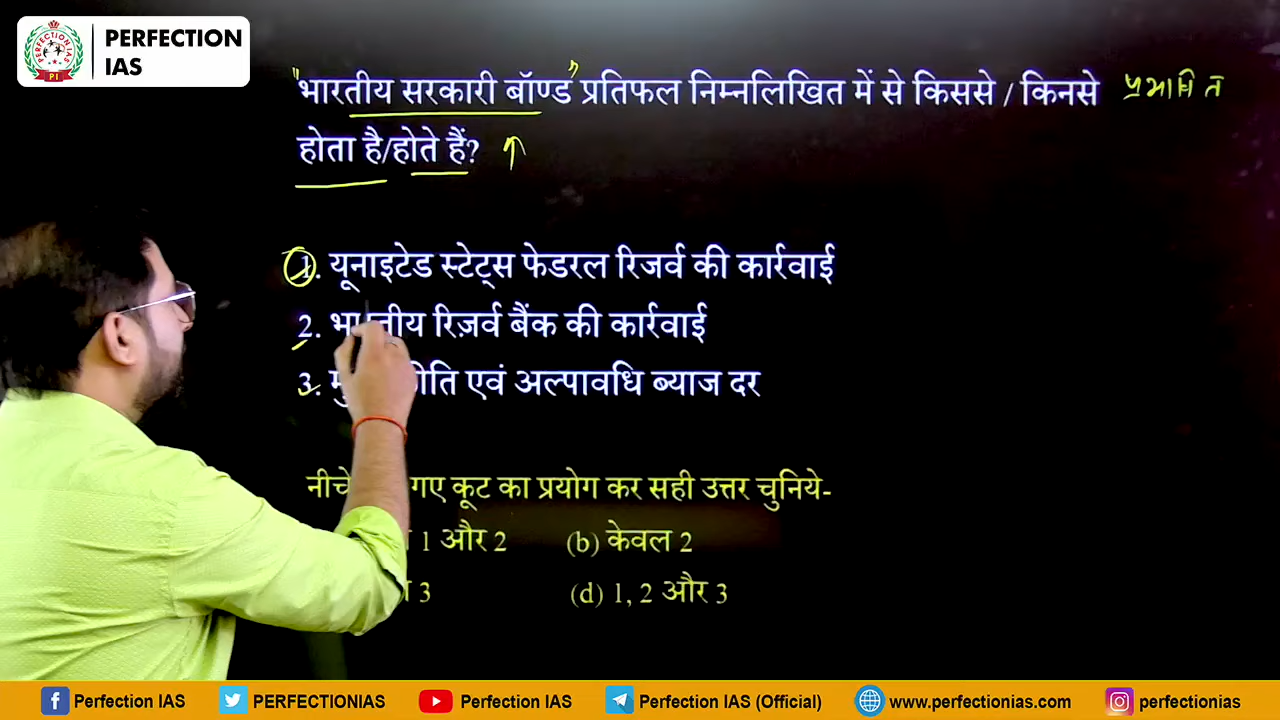 PERFECTION
IAS
"भारतीय सरकारी बॉण्ड" प्रतिफल निम्नलिखित में से किससे / किनसे प्रभावित
होता है/होते हैं?
1. यूनाइटेड स्टेट्स फेडरल रिजर्व की कार्रवाई
2. भारतीय रिज़र्व बैंक की कार्रवाई
3. एवं अल्पावधि ब्याज दर
नीचे गए कूट का प्रयोग कर सही उत्तर चुनिये-
1 और 2 (b) केवल 2
3 (d) 1, 2 और 3
Perfection IAS PERFECTIONIAS Perfection IAS Perfection IAS (Official) www.perfectionias.com perfectionias